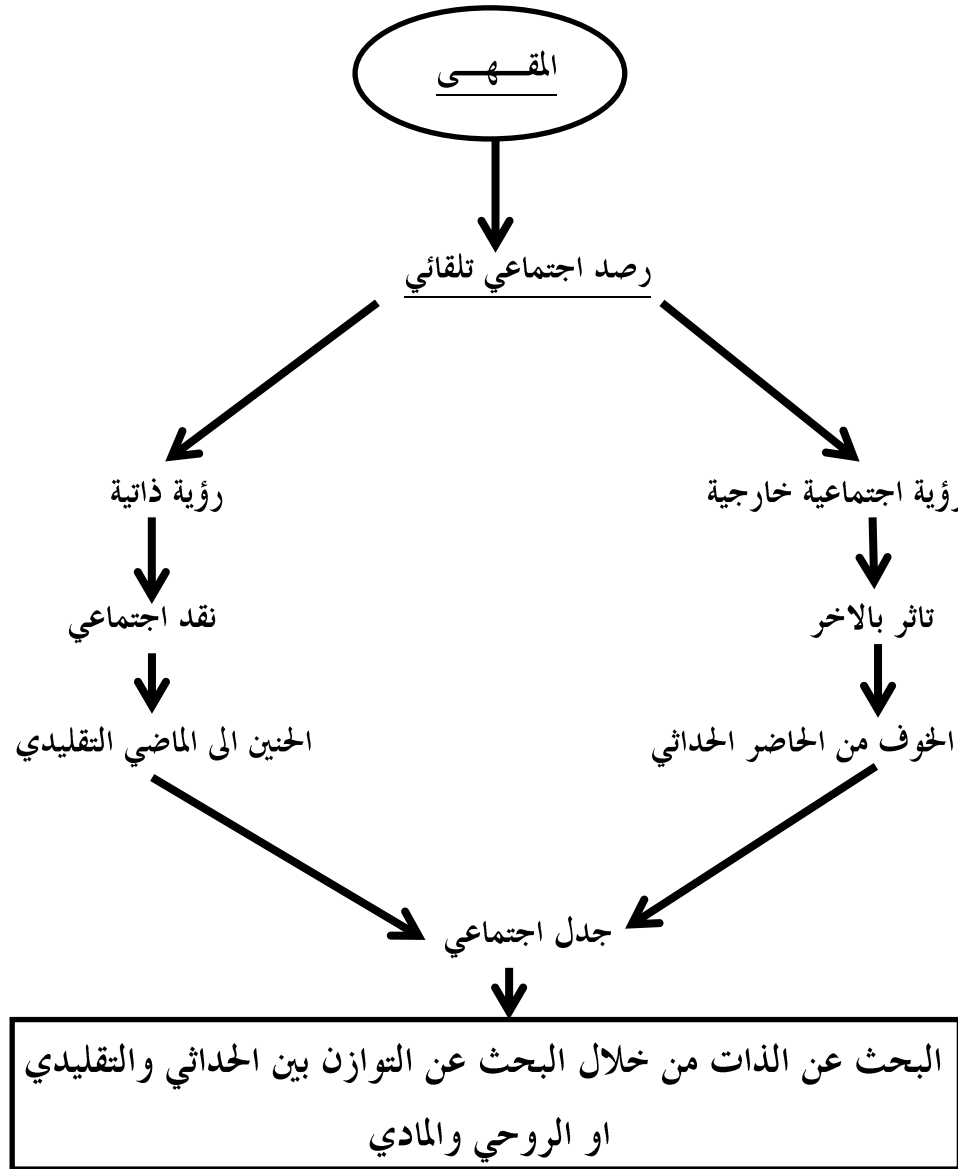 المقـــهـــى
رصد اجتماعي تلقائي
رؤية اجتماعية خارجية
رؤية ذاتية
تاثر بالاخر
نقد اجتماعي
الخوف من الحاضر الحداثي
الحنين الى الماضي التقليدي
جدل اجتماعي
البحث عن الذات من خلال البحث عن التوازن بين الحداثي والتقليدي
او الروحي والمادي